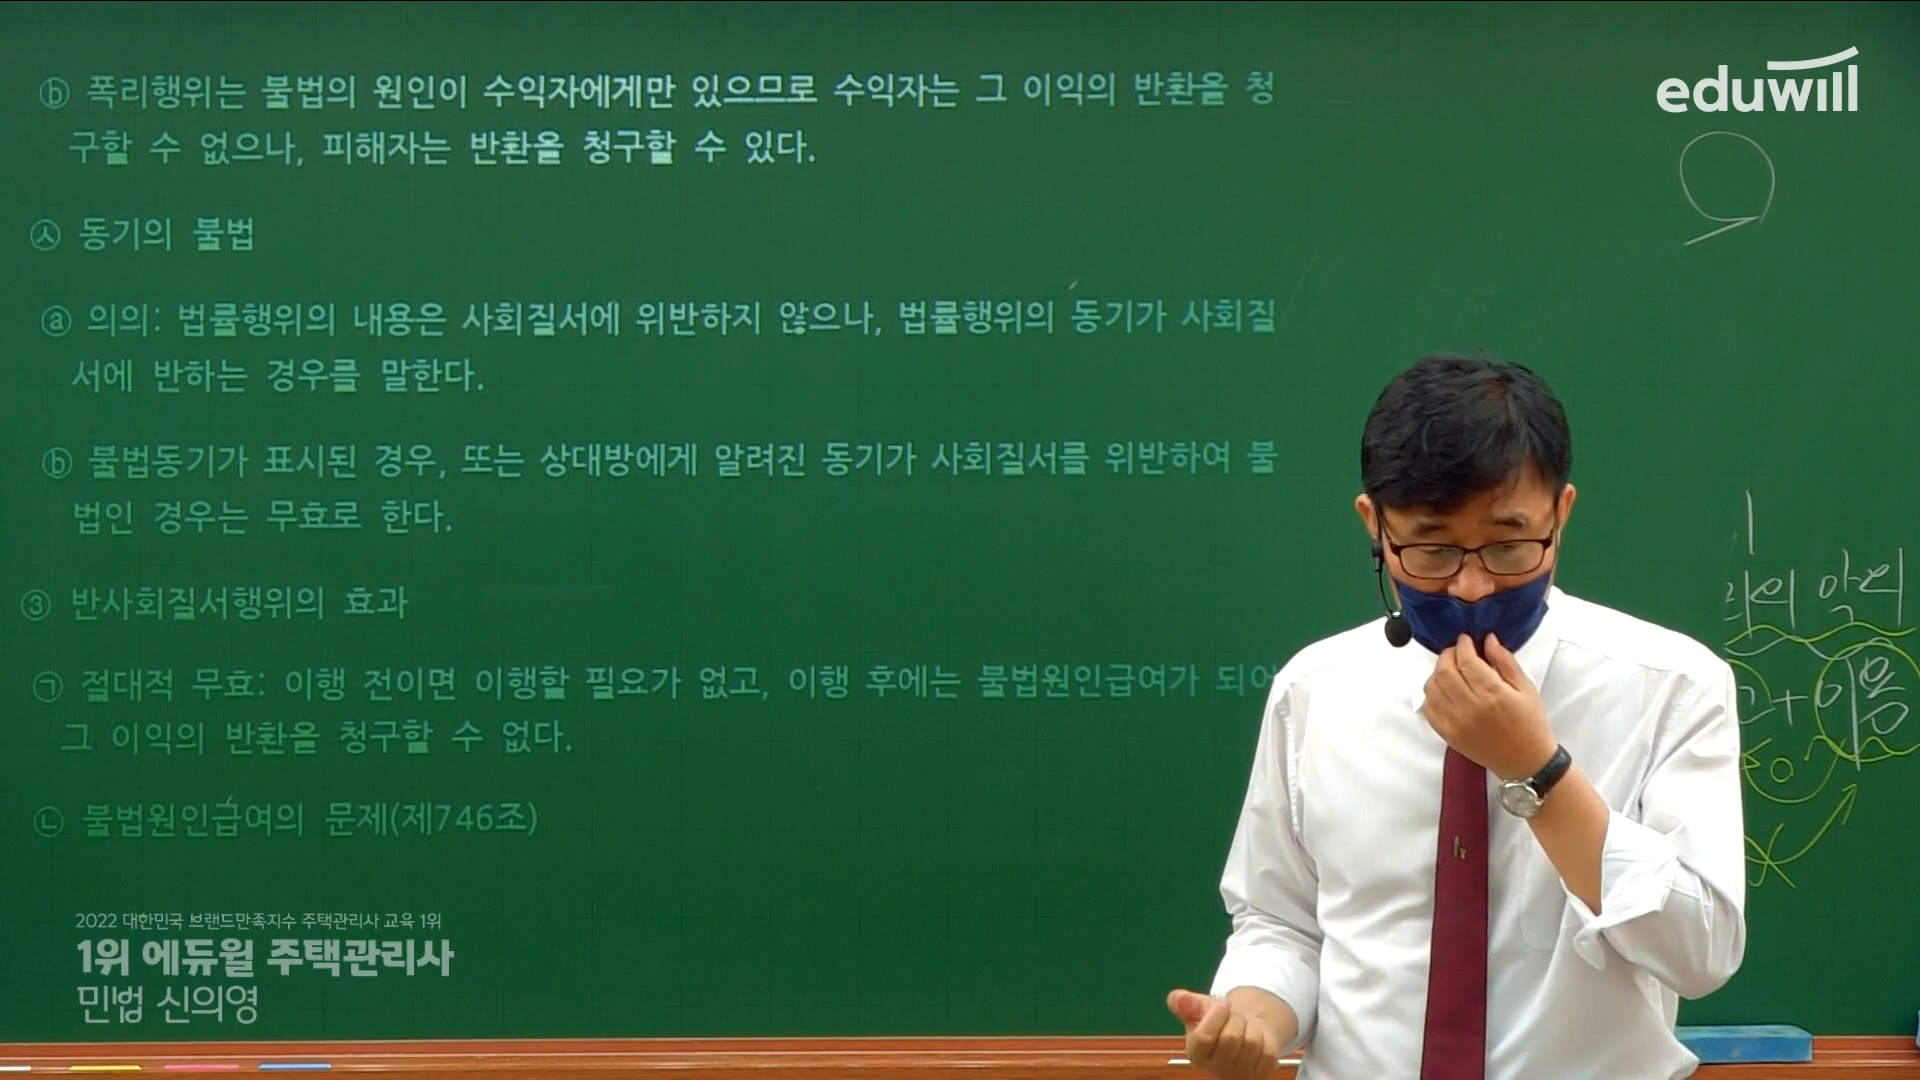 ⓑ 폭리행위는 불법의 원인이 수익자에게만 있으므로 수익자는 그 이익의 반환을 청
구할 수 없으나, 피해자는 반환을 청구할 수 있다.
㉦ 동기의 불법
ⓐ 의의: 법률행위의 내용은 사회질서에 위반하지 않으나, 법률행위의 동기가 사회질
서에 반하는 경우를 말한다.
ⓑ 불법동기가 표시된 경우, 또는 상대방에게 알려진 동기가 사회질서를 위반하여 불
법인 경우는 무효로 한다.
③ 반사회질서행위의 효과
㉠ 절대적 무효: 이행 전이면 이행할 필요가 없고, 이행 후에는 불법원인급여가 되어
그 이익의 반환을 청구할 수 없다.
㉡ 불법원인급여의 문제(제746조)
2022 대한민국 브랜드만족지수 주택관리사 교육 1위
1위 에듀윌 주택관리사
민법 신의영
eduwill
악의
+이용